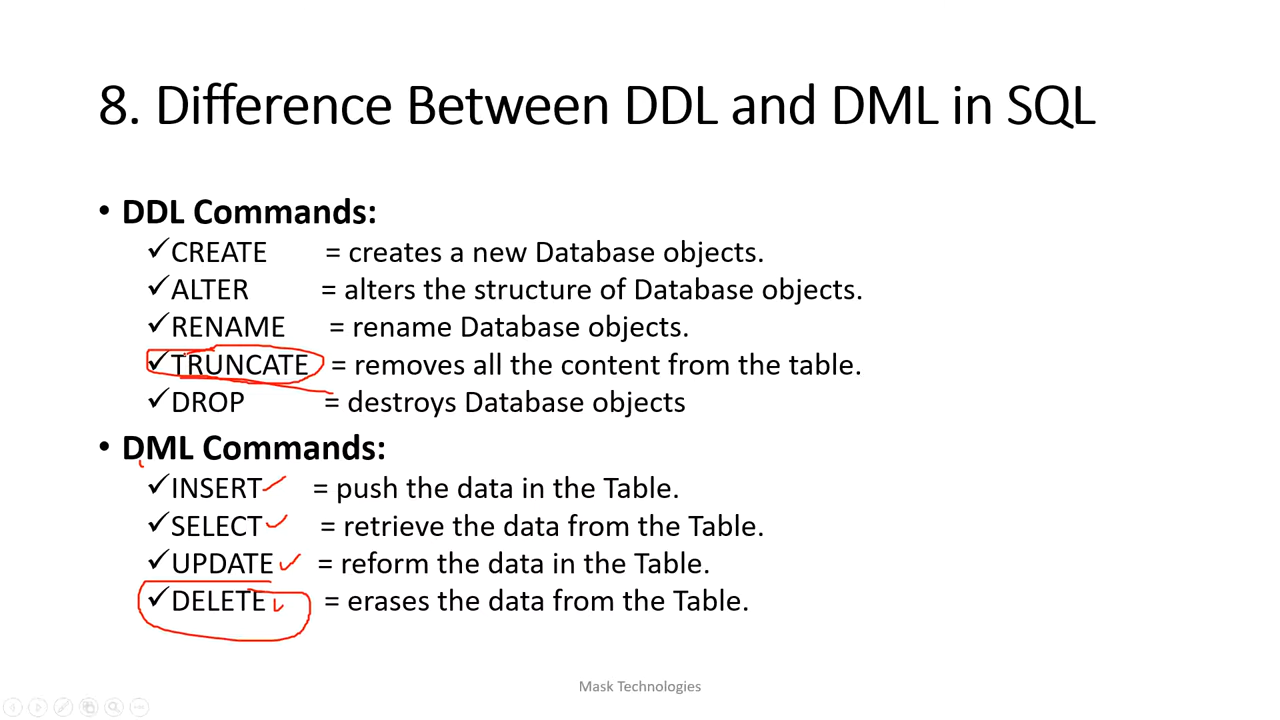 8. Difference Between DDL and DML in SQL
• DDL Commands:
✓CREATE = creates a new Database objects.
✓ALTER = alters the structure of Database objects.
✓RENAME = rename Database objects.
✓TRUNCATE = removes all the content from the table.
✓DROP = destroys Database objects
• DML Commands:
✓INSERT = push the data in the Table.
✓SELECT = retrieve the data from the Table.
✓UPDATE = reform the data in the Table.
✓DELETE = erases the data from the Table.
Mask Technologies